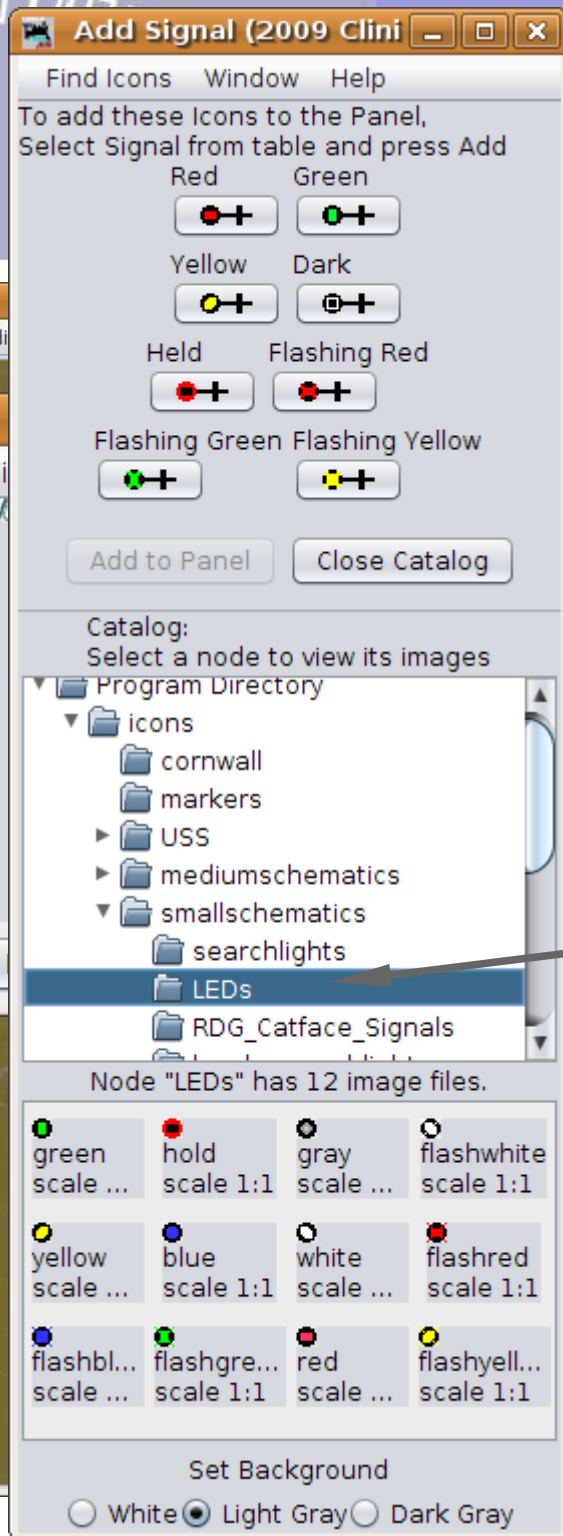 Add Signal (2009 Clini
Find Icons Window Help
To add these Icons to the Panel,
Select Signal from table and press Add
Red Green
Yellow Dark
Held Flashing Red
Flashing Green Flashing Yellow
Add to Panel Close Catalog
Catalog:
Select a node to view its images
Program Directory
icons
cornwall
markers
USS
mediumschematics
smallschematics
searchlights
LEDs
RDG_Catface_Signals
Node "LEDs" has 12 image files.
green hold gray flashwhite
scale ... scale 1:1 scale ... scale 1:1
yellow blue white flashred
scale ... scale 1:1 scale ... scale 1:1
flashbl... flashgre... red flashyell...
scale ... scale 1:1 scale ... scale 1:1
Set Background
White Light Gray Dark Gray